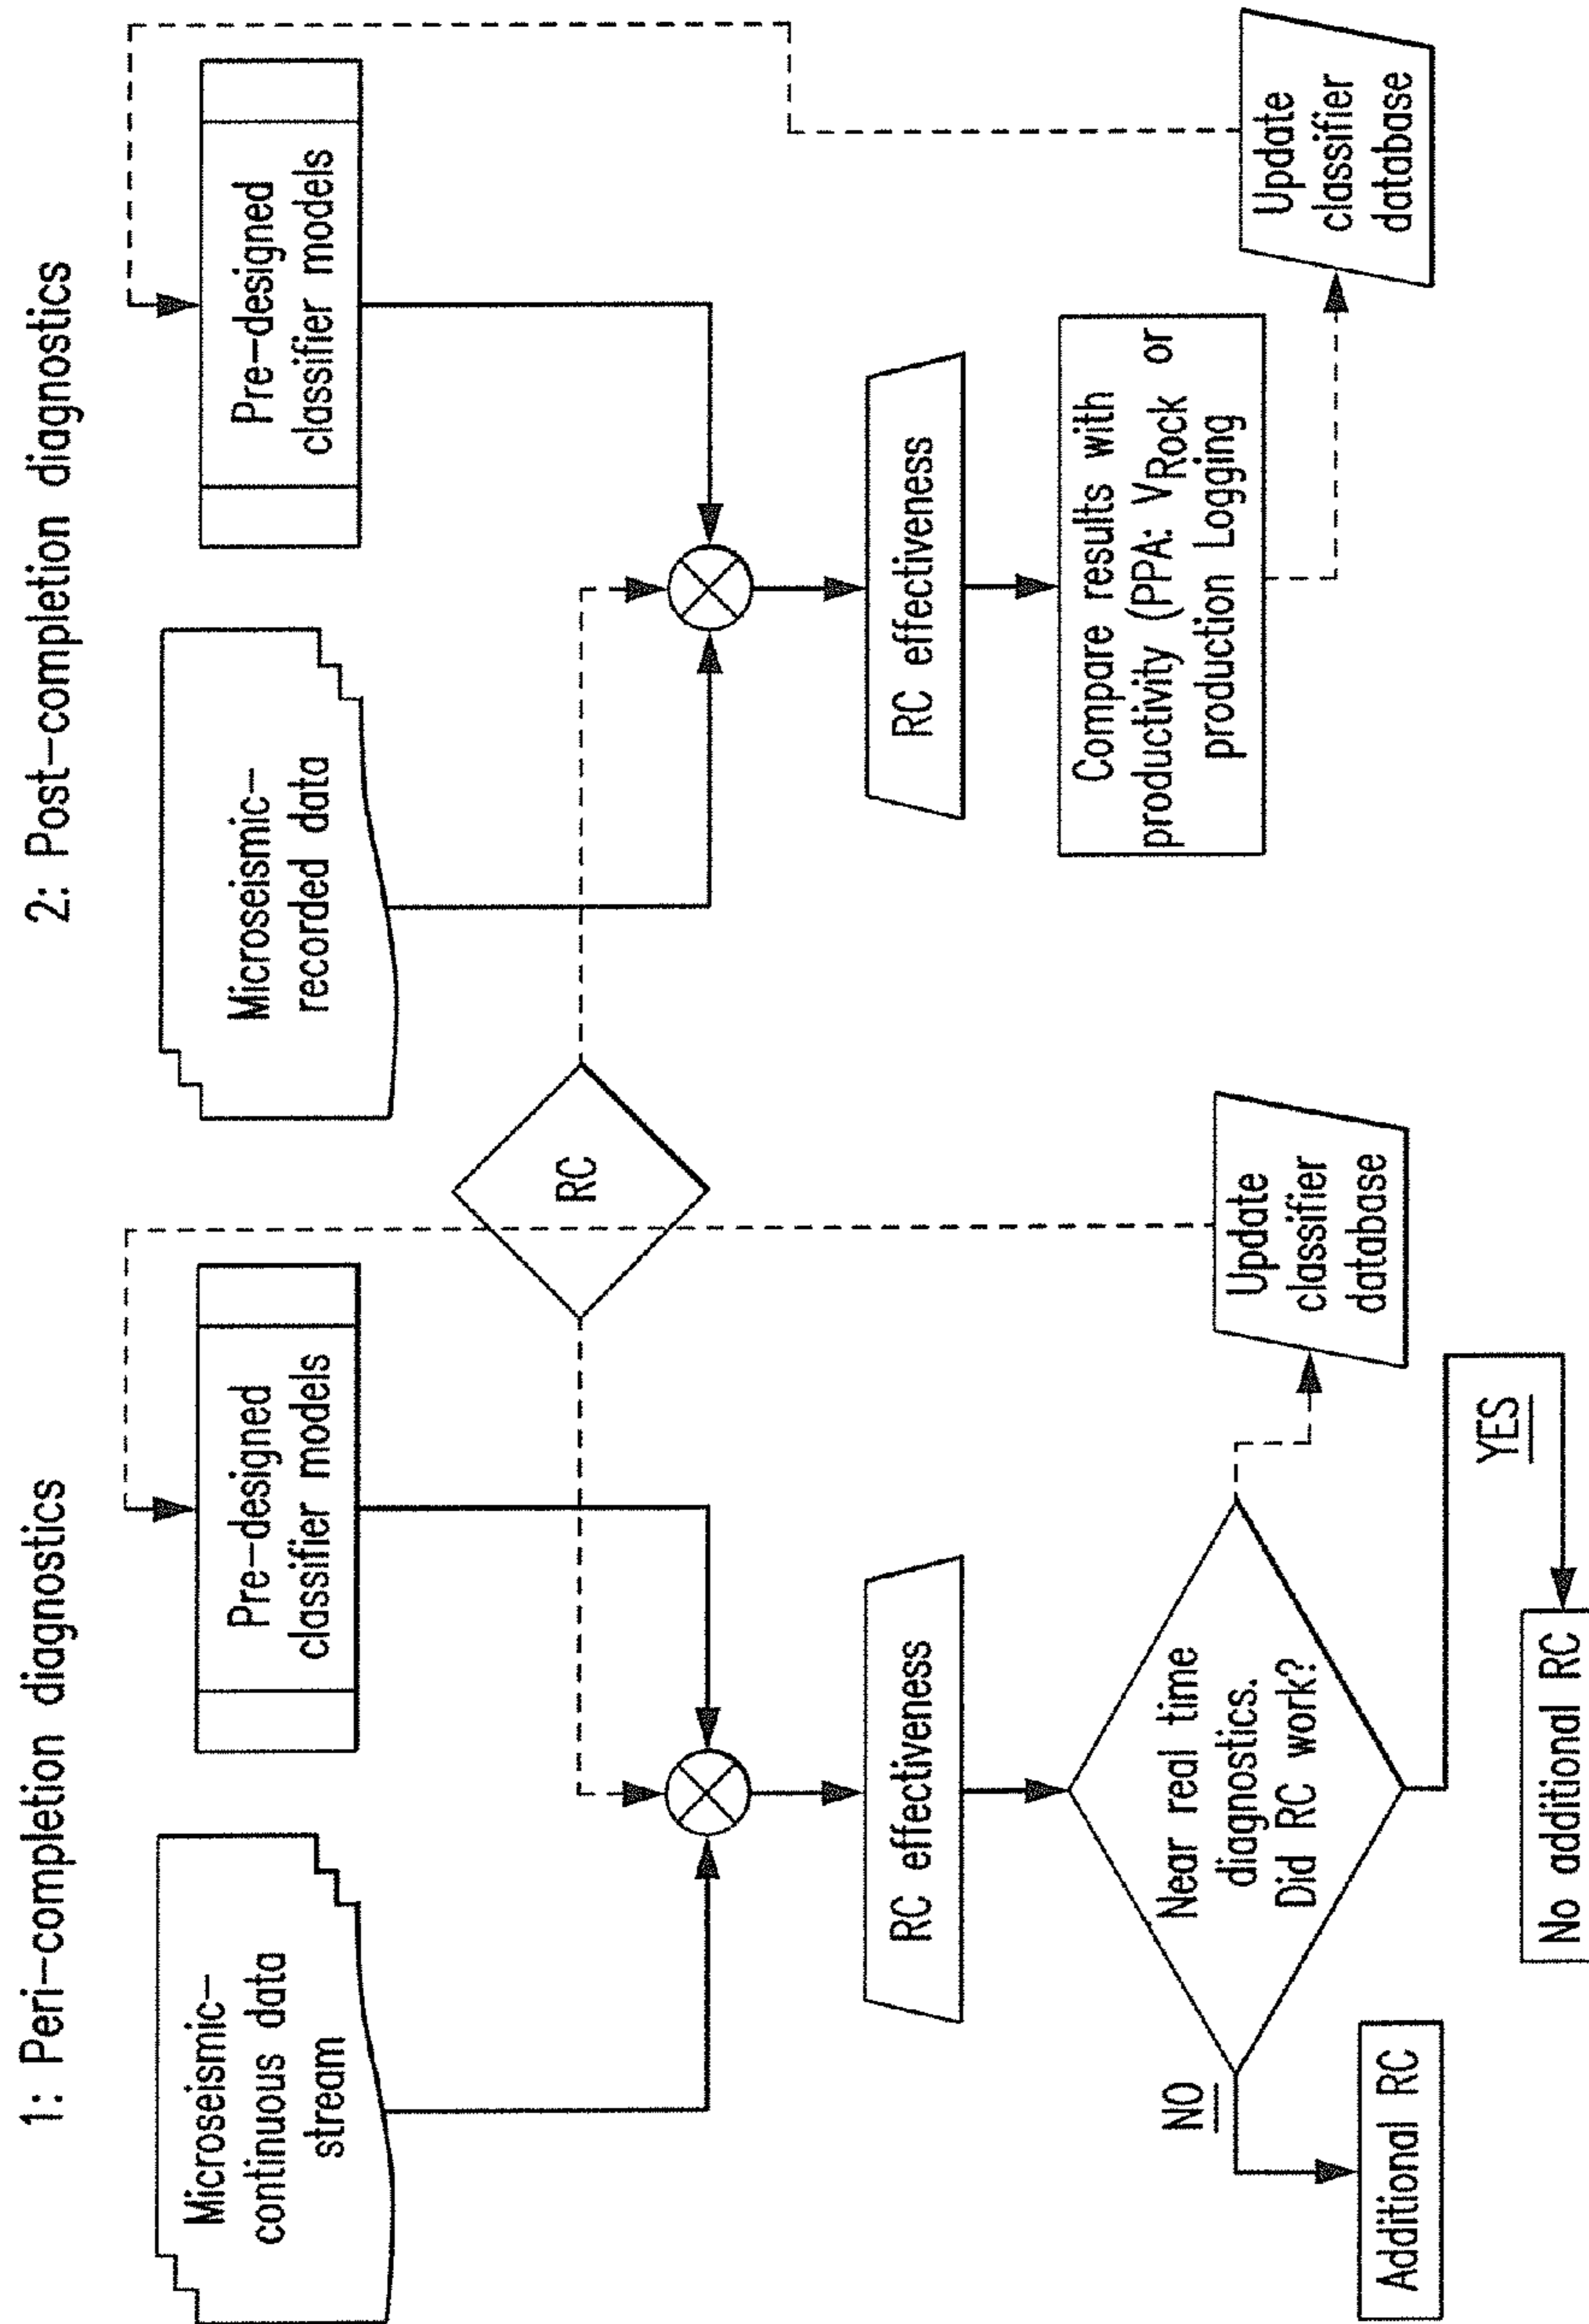 1: Peri-completion diagnostics
Microseismic-
continuous data
stream
Pre-designed
classifier models
RC
RC effectiveness
Near real time
diagnostics.
Did RC work?
NO
YES
Additional RC
No additional RC
Update
classifier
database
2: Post-completion diagnostics
Microseismic-
recorded data
Pre-designed
classifier models
RC effectiveness
Compare results with
productivity (PPA: VRock or
production Logging
Update
classifier
database